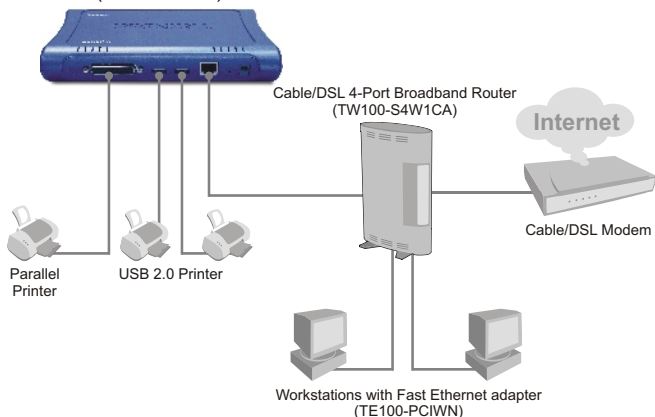 Cable/DSL 4-Port Broadband Router
(TW100-S4W1CA)
Internet
Cable/DSL Modem
Parallel
Printer
USB 2.0 Printer
Workstations with Fast Ethernet adapter
(TE100-PCIWN)